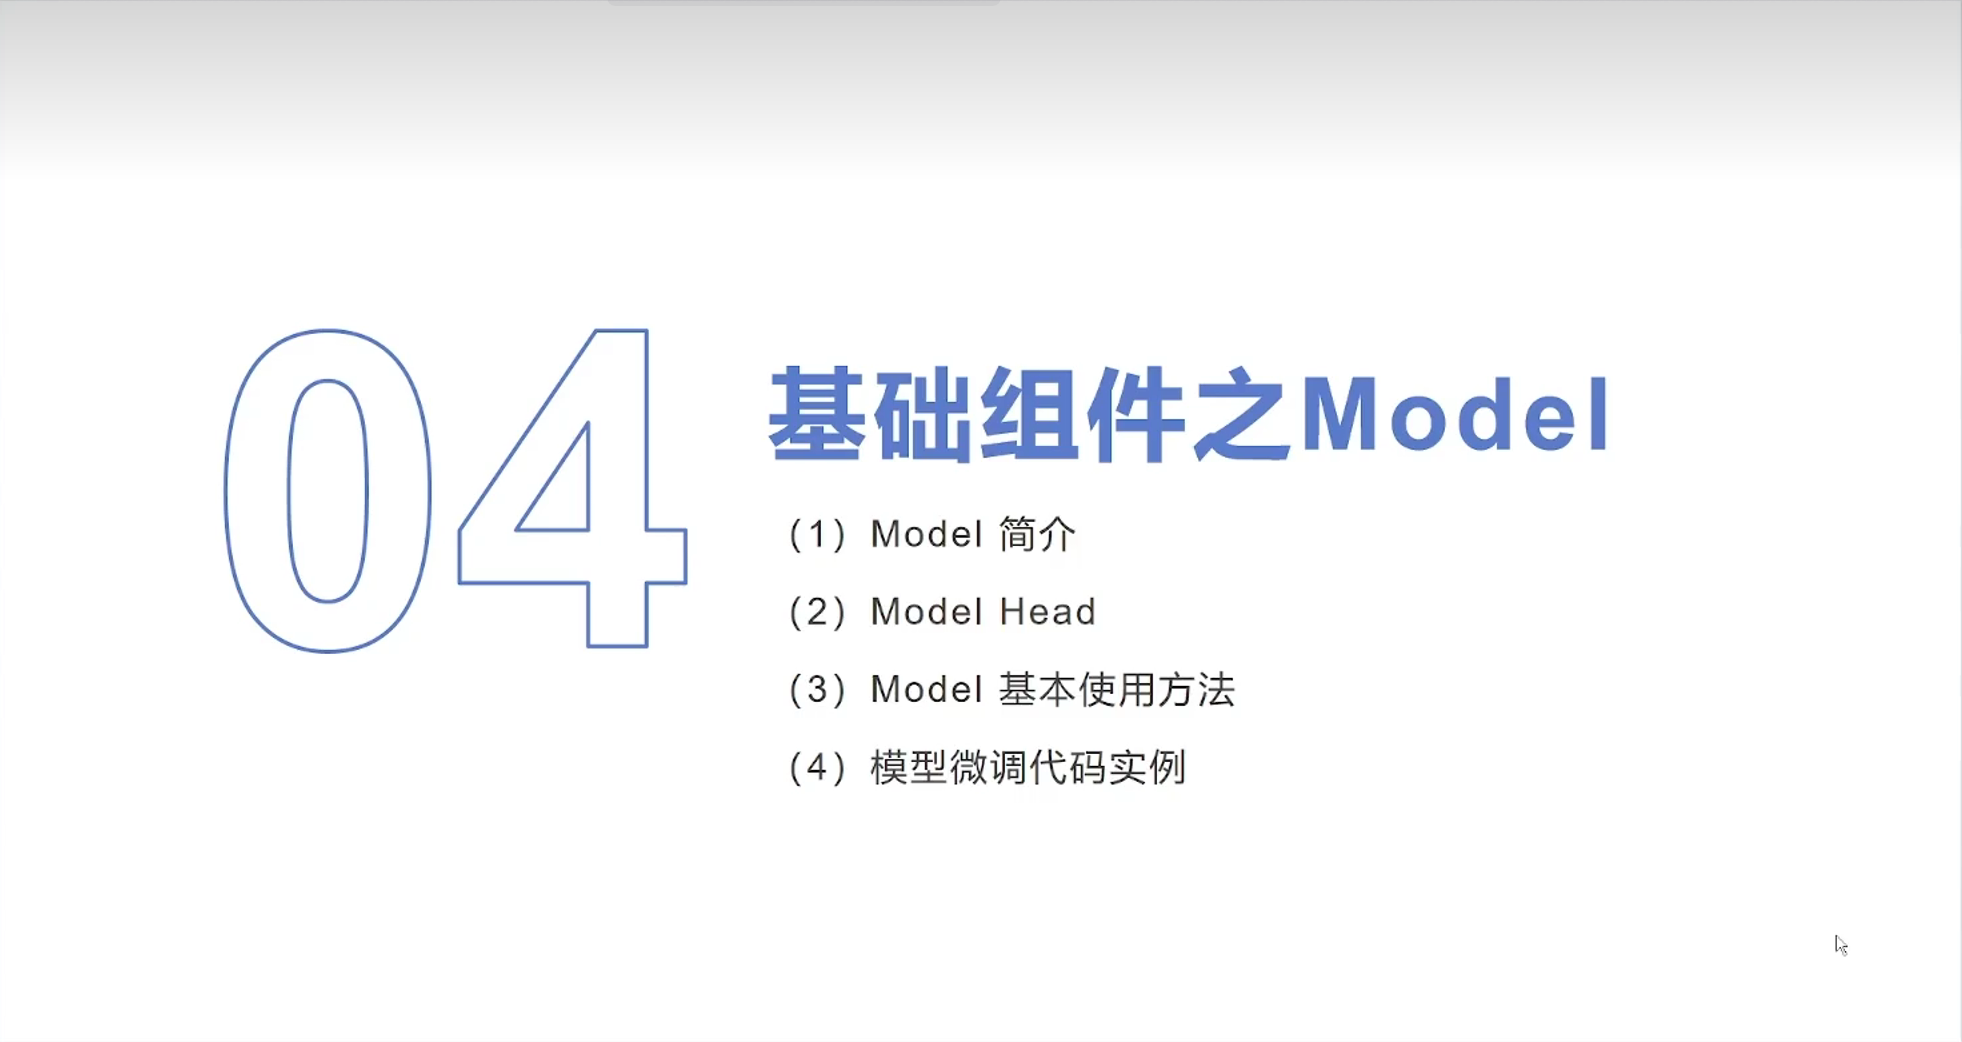 04
基础组件之Model
（1）Model 简介
（2）Model Head
（3）Model 基本使用方法
（4）模型微调代码实例